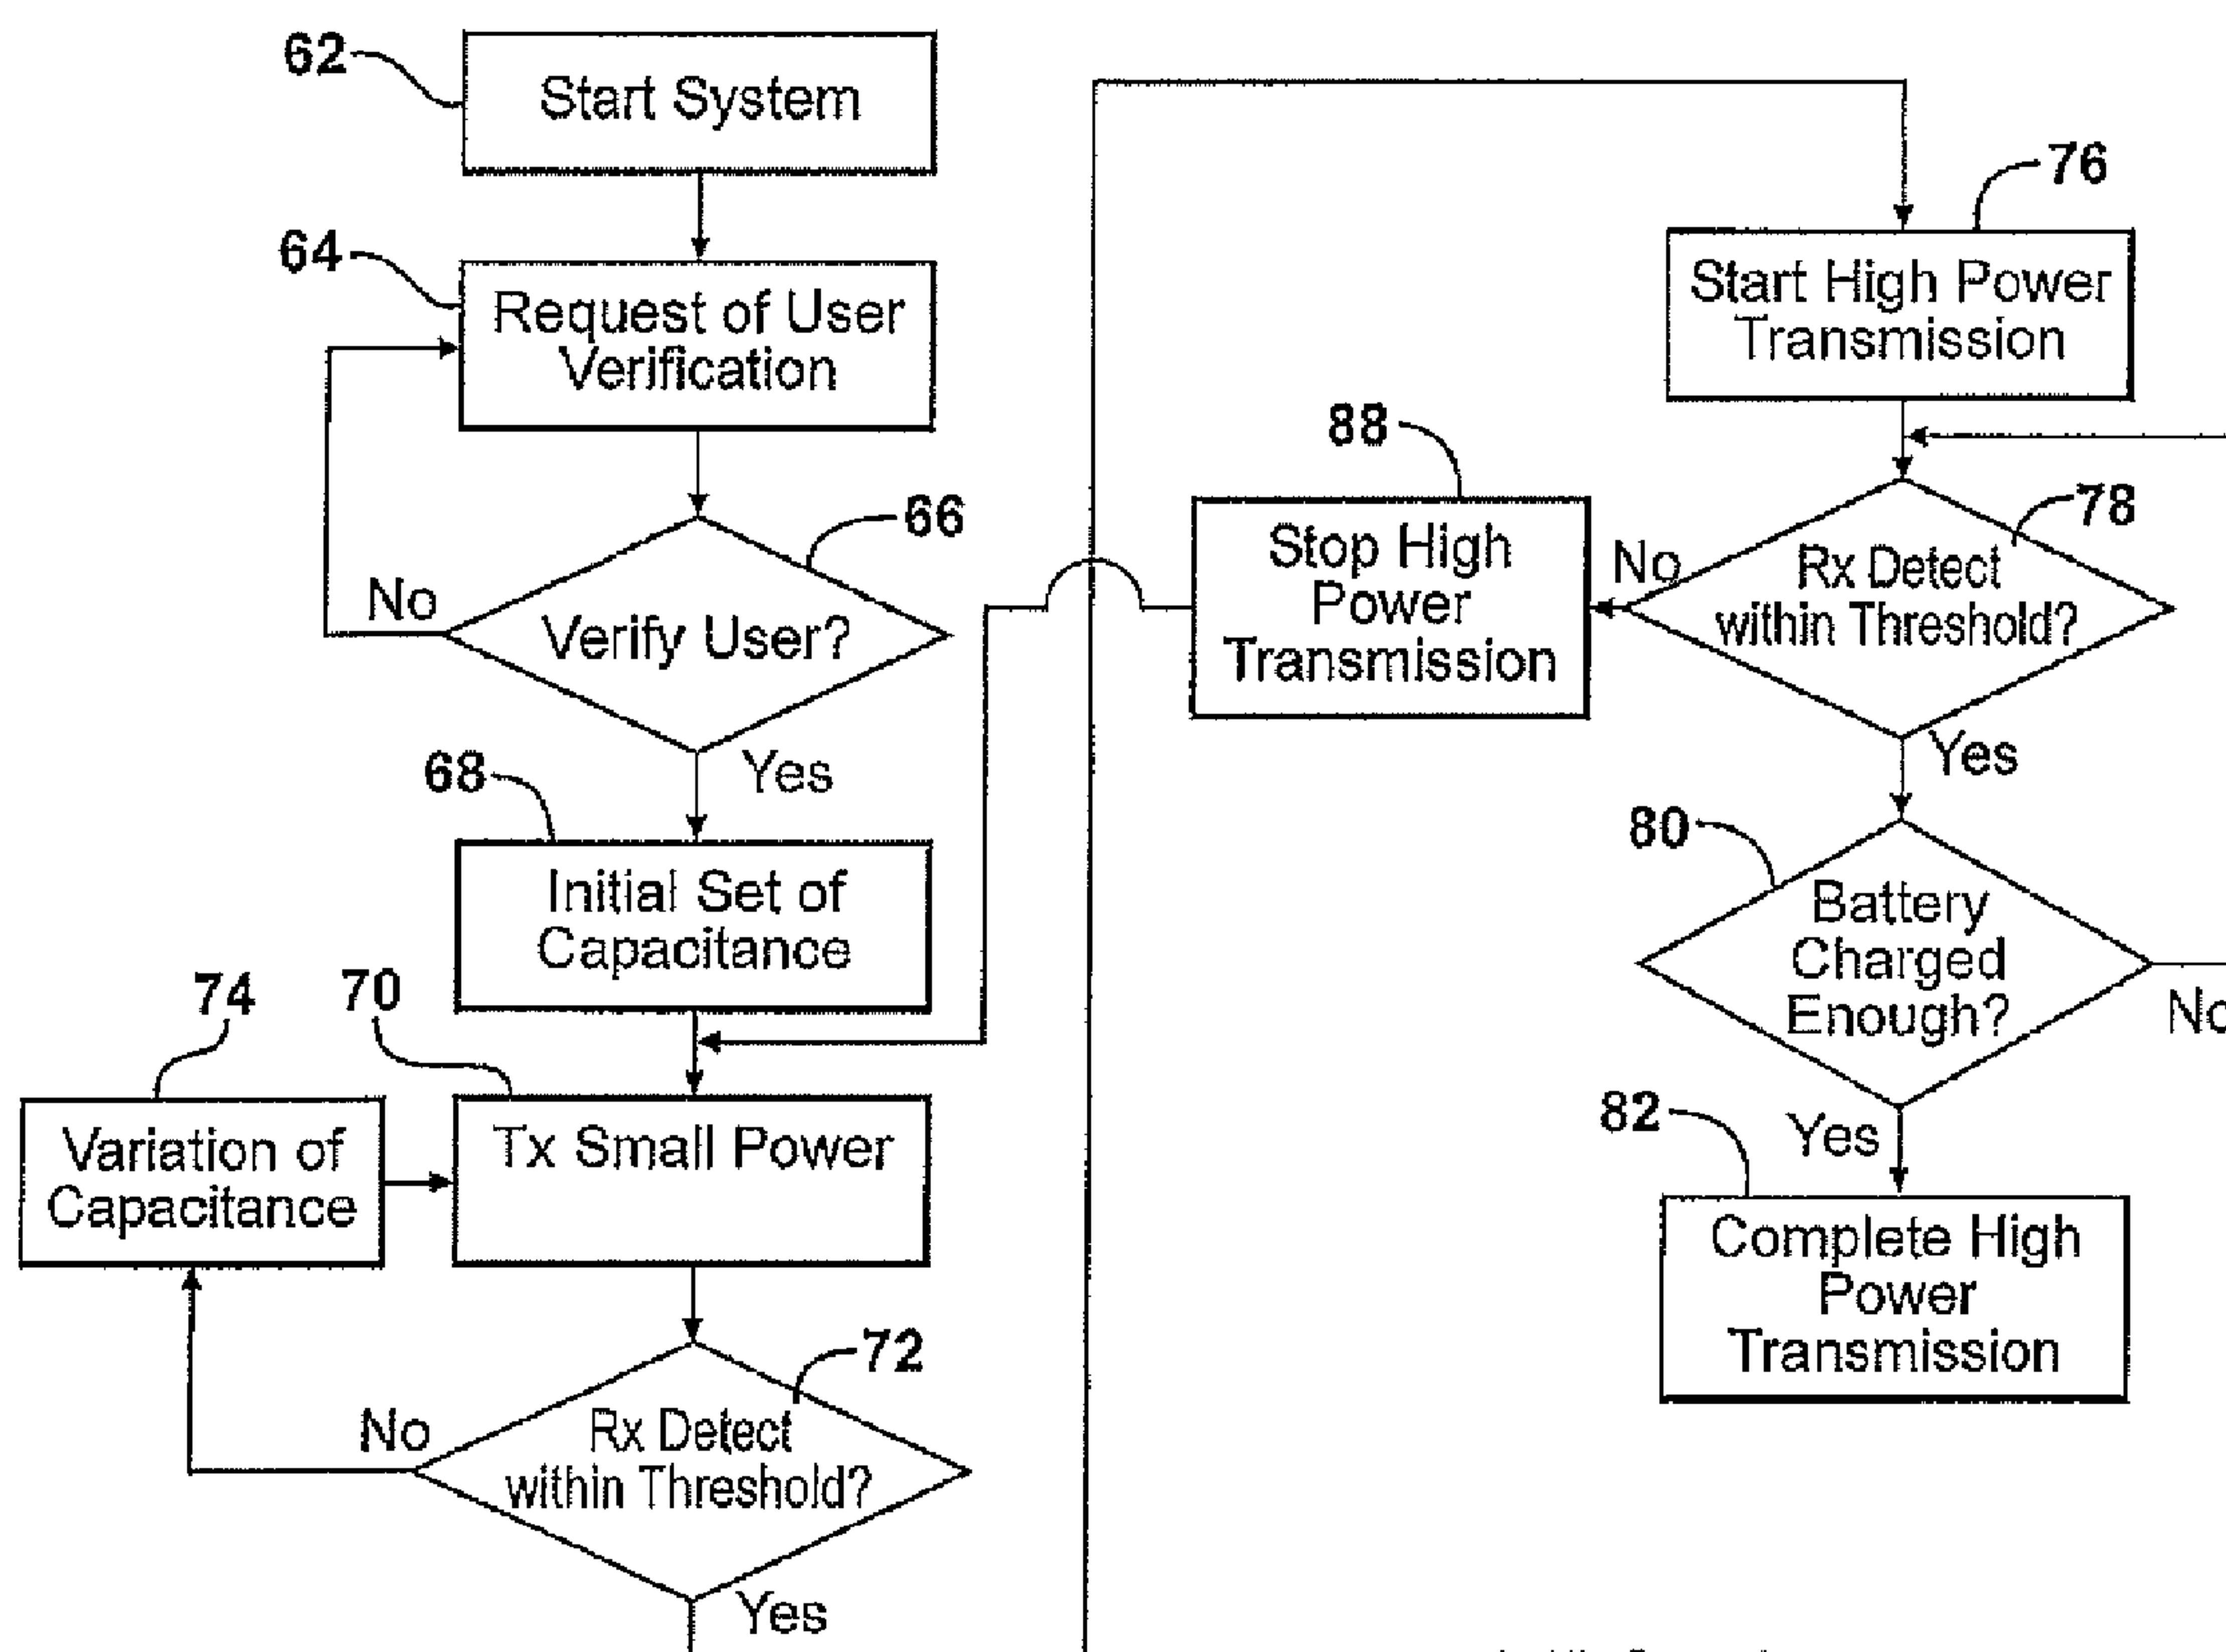 62
Start System
64
Request of User
Verification
66
No
Verify User?
Yes
68
Initial Set of
Capacitance
74
70
Variation of
Capacitance
Tx Small Power
72
No
Rx Detect
within Threshold?
Yes
76
Start High Power
Transmission
88
Stop High
Power
Transmission
78
No
Rx Detect
within Threshold?
Yes
80
Battery
Charged
Enough?
No
82
Yes
Complete High
Power
Transmission